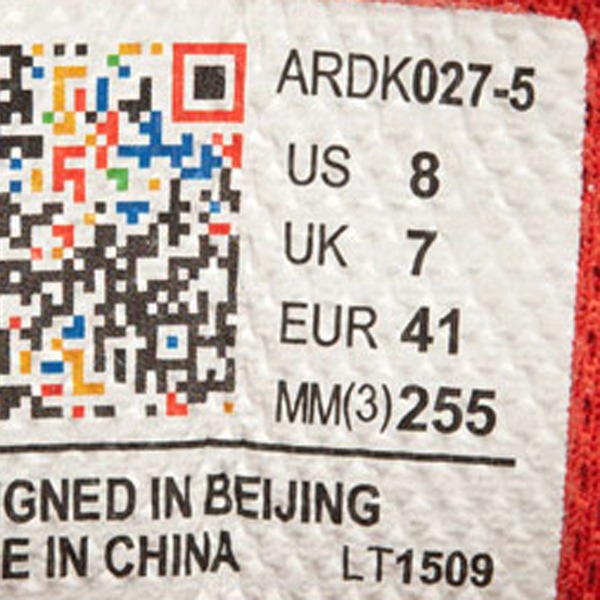 ARDK027-5
US 8
UK 7
EUR 41
MM(3) 255
GNED IN BEIJING
E IN CHINA LT1509